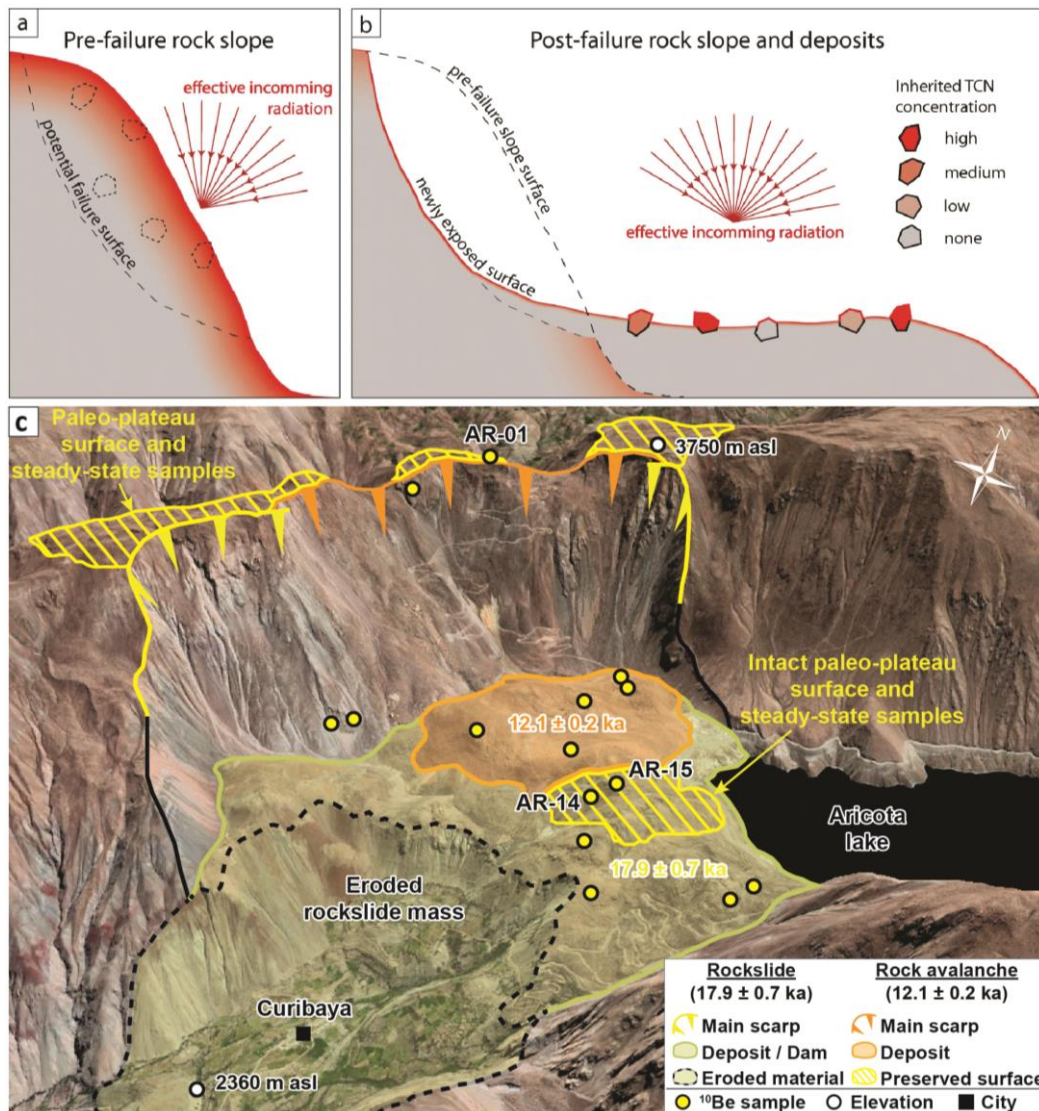 a
Pre-failure rock slope
effective incomming
radiation
potential failure surface
b
Post-failure rock slope and deposits
pre-failure slope surface
newly exposed surface
effective incomming radiation
Inherited TCN
concentration
high
medium
low
none
c
Paleo-plateau
surface and
steady-state samples
AR-01
3750 m asl
N
Intact paleo-plateau
surface and
steady-state samples
12.1 ± 0.2 ka
AR-15
AR-14
Aricota
lake
17.9 ± 0.7 ka
Eroded
rockslide mass
Curibaya
2360 m asl
Rockslide
(17.9 ± 0.7 ka)
Main scarp
Deposit / Dam
Eroded material
Rock avalanche
(12.1 ± 0.2 ka)
Main scarp
Deposit
Preserved surface
¹⁰Be sample
Elevation
City